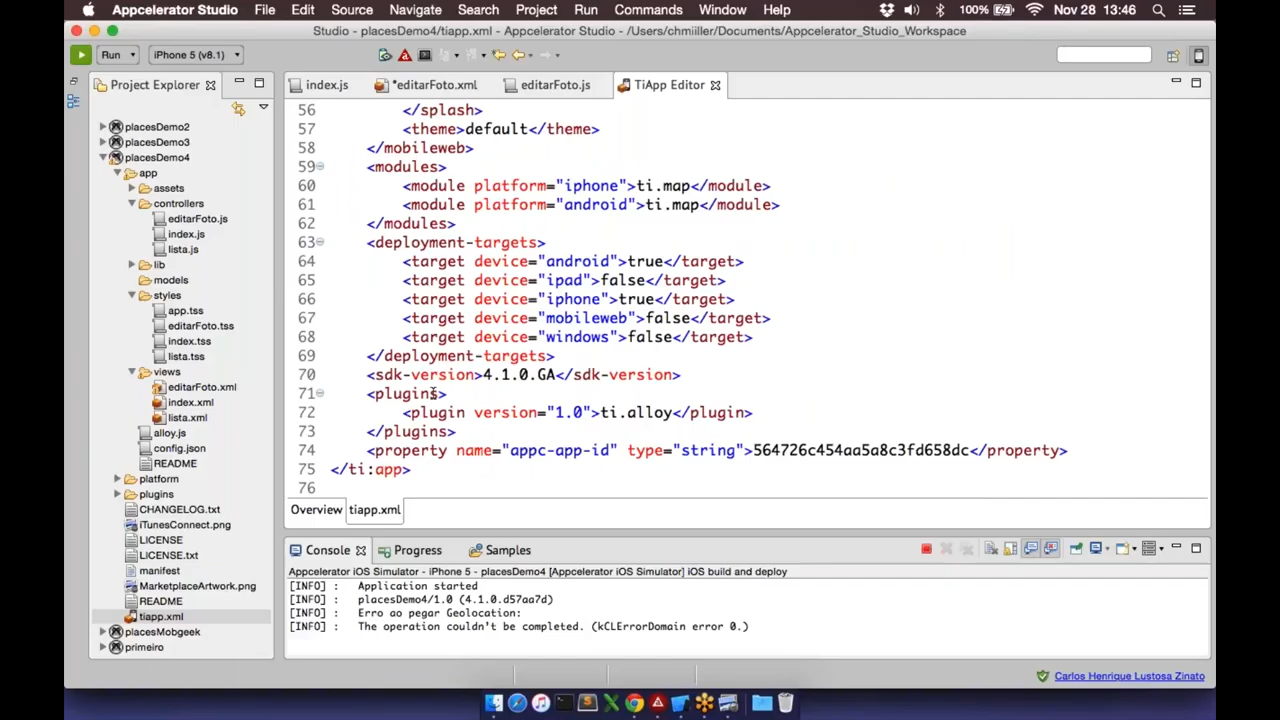 Appcelerator Studio File Edit Source Navigate Search Project Run Commands Window Help 100% Nov 28 13:46
Studio - placesDemo4/tiapp.xml - Appcelerator Studio - /Users/chmiiller/Documents/Appcelerator_Studio_Workspace
Run iPhone 5 (v8.1)
Project Explorer
placesDemo2
placesDemo3
placesDemo4
app
assets
controllers
editarFoto.js
index.js
lista.js
lib
models
styles
app.tss
editarFoto.tss
index.tss
lista.tss
views
editarFoto.xml
index.xml
lista.xml
alloy.js
config.json
README
platform
plugins
CHANGELOG.txt
iTunesConnect.png
LICENSE
LICENSE.txt
manifest
MarketplaceArtwork.png
README
tiapp.xml
placesMobgeek
primeiro
index.js *editarFoto.xml editarFoto.js TiApp Editor
56 </splash>
57 <theme>default</theme>
58 </mobileweb>
59 <modules>
60 <module platform="iphone">ti.map</module>
61 <module platform="android">ti.map</module>
62 </modules>
63 <deployment-targets>
64 <target device="android">true</target>
65 <target device="ipad">false</target>
66 <target device="iphone">true</target>
67 <target device="mobileweb">false</target>
68 <target device="windows">false</target>
69 </deployment-targets>
70 <sdk-version>4.1.0.GA</sdk-version>
71 <plugins>
72 <plugin version="1.0">ti.alloy</plugin>
73 </plugins>
74 <property name="appc-app-id" type="string">564726c454aa5a8c3fd658dc</property>
75 </ti:app>
76
Overview tiapp.xml
Console Progress Samples
Appcelerator iOS Simulator - iPhone 5 - placesDemo4 [Appcelerator iOS Simulator] iOS build and deploy
[INFO] : Application started
[INFO] : placesDemo4/1.0 (4.1.0.d57aa7d)
[INFO] : Erro ao pegar Geolocation:
[INFO] : The operation couldn't be completed. (kCLErrorDomain error 0.)
Carlos Henrique Lustosa Zinato